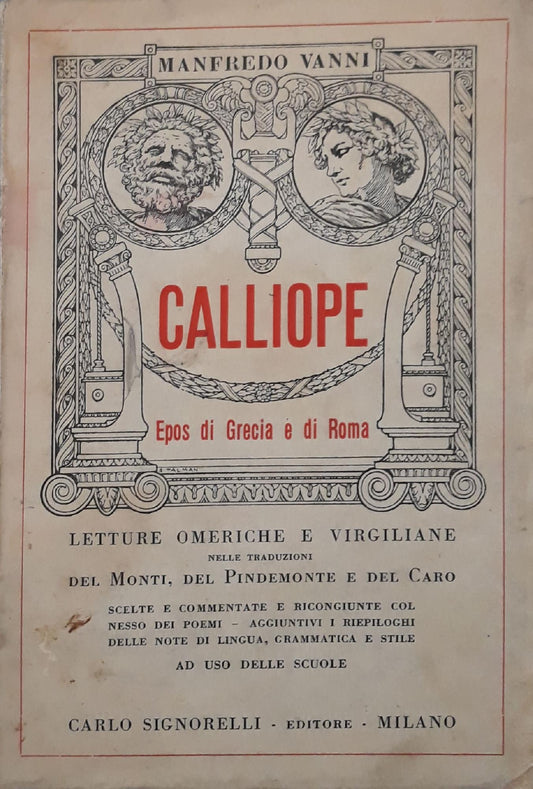 MANFREDO VANNI
CALLIOPE
Epos di Grecia e di Roma
S. TALMAN
LETTURE OMERICHE E VIRGILIANE
NELLE TRADUZIONI
DEL MONTI, DEL PINDEMONTE E DEL CARO
SCELTE E COMMENTATE E RICONGIUNTE COL
NESSO DEI POEMI – AGGIUNTIVI I RIEPILOGHI
DELLE NOTE DI LINGUA, GRAMMATICA E STILE
AD USO DELLE SCUOLE
CARLO SIGNORELLI - EDITORE - MILANO